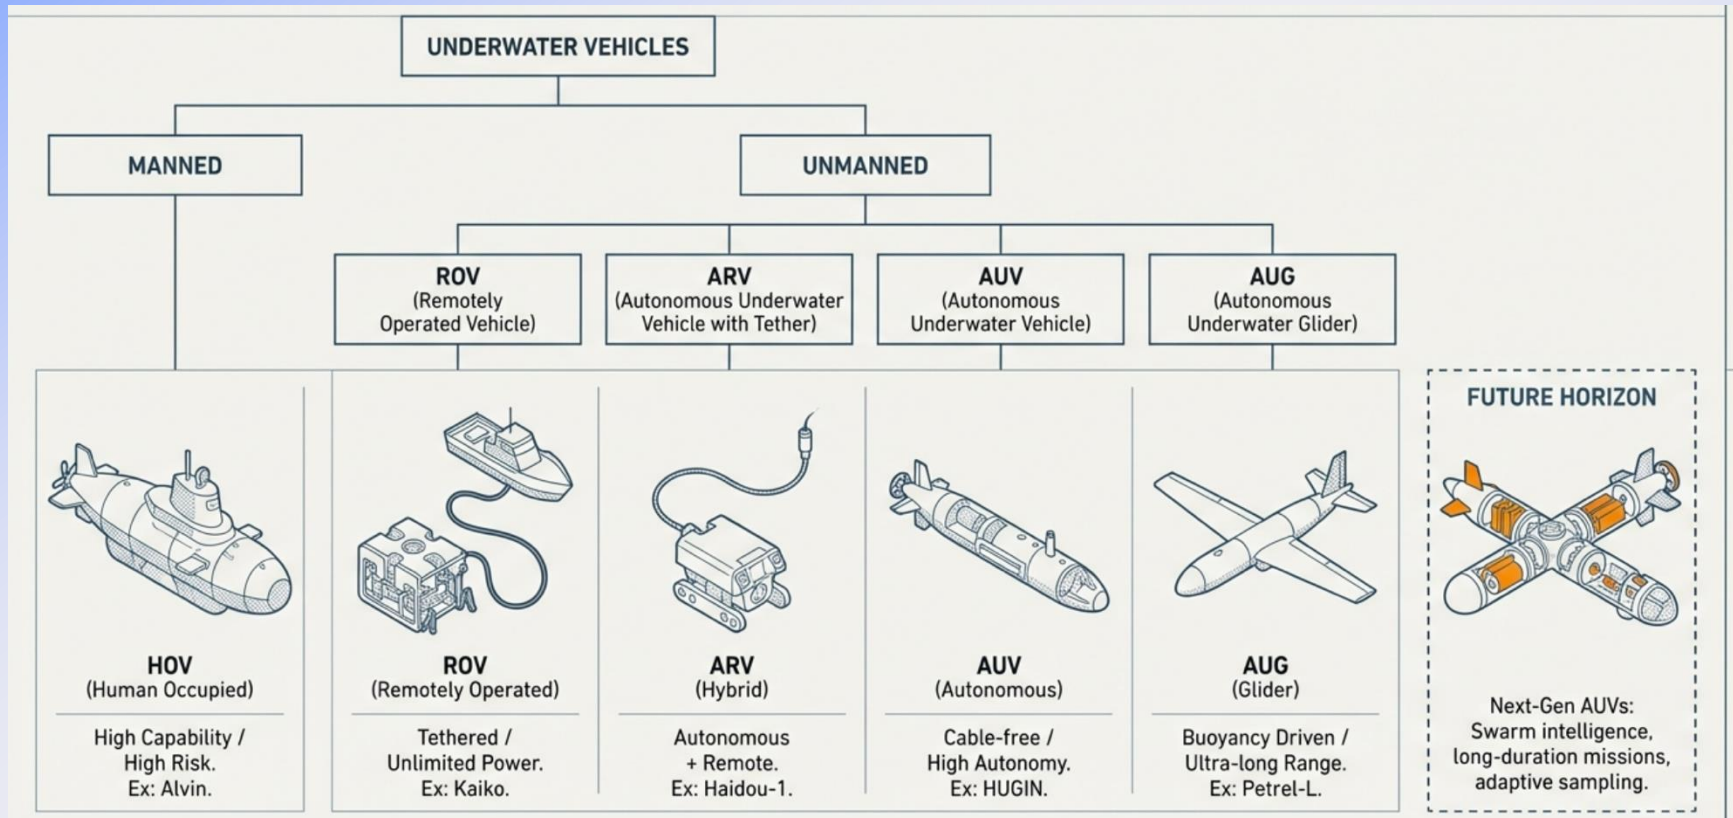 UNDERWATER VEHICLES
MANNED
UNMANNED
ROV
(Remotely
Operated Vehicle)
ARV
(Autonomous Underwater
Vehicle with Tether)
AUV
(Autonomous
Underwater Vehicle)
AUG
(Autonomous
Underwater Glider)
HOV
(Human Occupied)
High Capability /
High Risk.
Ex: Alvin.
ROV
(Remotely Operated)
Tethered /
Unlimited Power.
Ex: Kaiko.
ARV
(Hybrid)
Autonomous
+ Remote.
Ex: Haidou-1.
AUV
(Autonomous)
Cable-free /
High Autonomy.
Ex: HUGIN.
AUG
(Glider)
Buoyancy Driven /
Ultra-long Range.
Ex: Petrel-L.
FUTURE HORIZON
Next-Gen AUVs:
Swarm intelligence,
long-duration missions,
adaptive sampling.